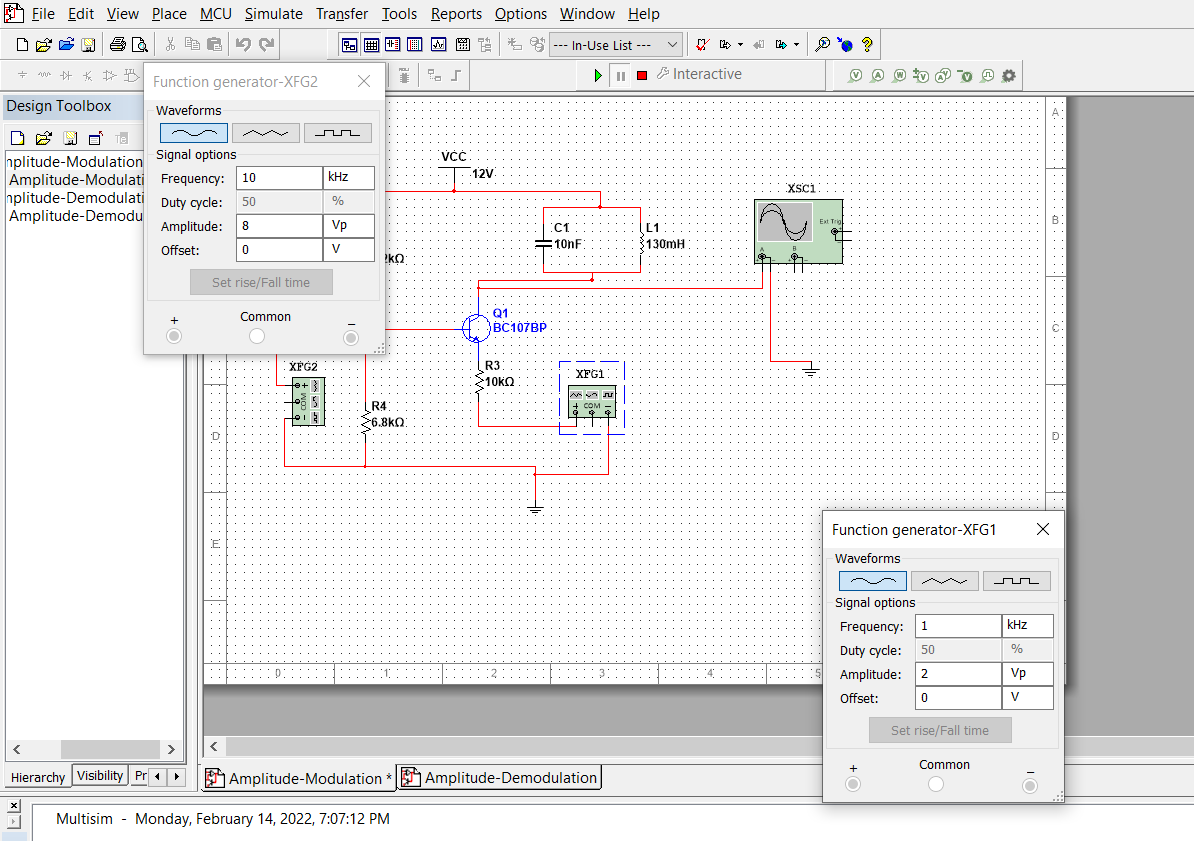 File Edit View Place MCU Simulate Transfer Tools Reports Options Window Help
--- In-Use List ---
Interactive
Design Toolbox
mplitude-Modulation
Amplitude-Modulati
mplitude-Demodulati
Amplitude-Demodu
Hierarchy Visibility Pr
Function generator-XFG2
Waveforms
Signal options
Frequency: 10 kHz
Duty cycle: 50 %
Amplitude: 8 Vp
Offset: 0 V
Set rise/Fall time
+ Common −
VCC
12V
C1
10nF
L1
130mH
2kΩ
Q1
BC107BP
R3
10kΩ
XFG2
+
COM
−
R4
6.8kΩ
XFG1
COM
+ −
XSC1
Ext Trig
A B
A
B
C
D
D
E
0 1 2 3 4 5
Function generator-XFG1
Waveforms
Signal options
Frequency: 1 kHz
Duty cycle: 50 %
Amplitude: 2 Vp
Offset: 0 V
Set rise/Fall time
+ Common −
Amplitude-Modulation * Amplitude-Demodulation
Multisim - Monday, February 14, 2022, 7:07:12 PM